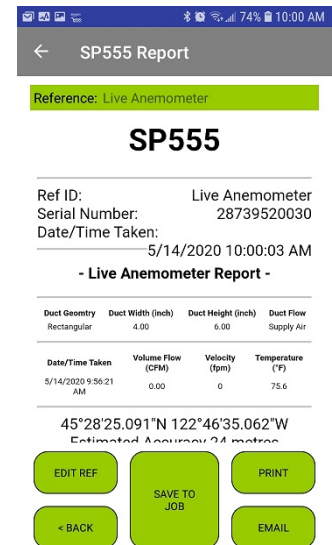 74% 10:00 AM
SP555 Report
Reference: Live Anemometer
SP555
Ref ID: Live Anemometer
Serial Number: 28739520030
Date/Time Taken:
5/14/2020 10:00:03 AM
- Live Anemometer Report -
Duct Geomtry Duct Width (inch) Duct Height (inch) Duct Flow
Rectangular 4.00 6.00 Supply Air
Date/Time Taken Volume Flow (CFM) Velocity (fpm) Temperature (°F)
5/14/2020 9:56:21 AM 0.00 0 75.6
45°28'25.091"N 122°46'35.062"W
Estimated Accuracy 24 metres
EDIT REF
SAVE TO
JOB
PRINT
< BACK
EMAIL